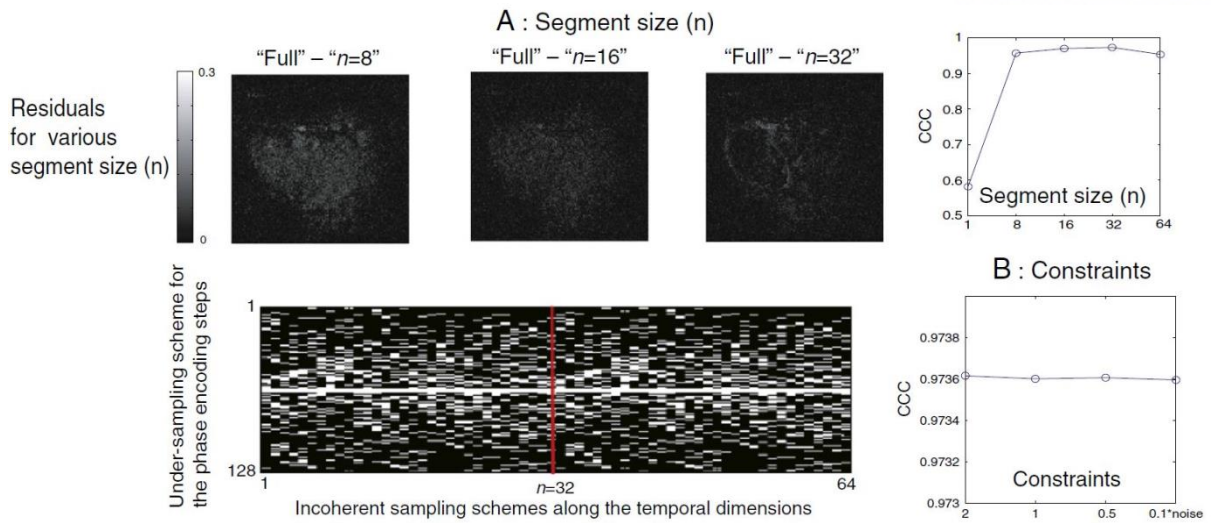 A : Segment size (n)
“Full” – “n=8”
“Full” – “n=16”
“Full” – “n=32”
Residuals
for various
segment size (n)
0.3
0
1
0.9
0.8
0.7
0.6
0.5
CCC
Segment size (n)
1 8 16 32 64
Under-sampling scheme for
the phase encoding steps
1
128
1 n=32 64
Incoherent sampling schemes along the temporal dimensions
B : Constraints
0.9738
0.9736
0.9734
0.9732
0.973
CCC
Constraints
2 1 0.5 0.1*noise